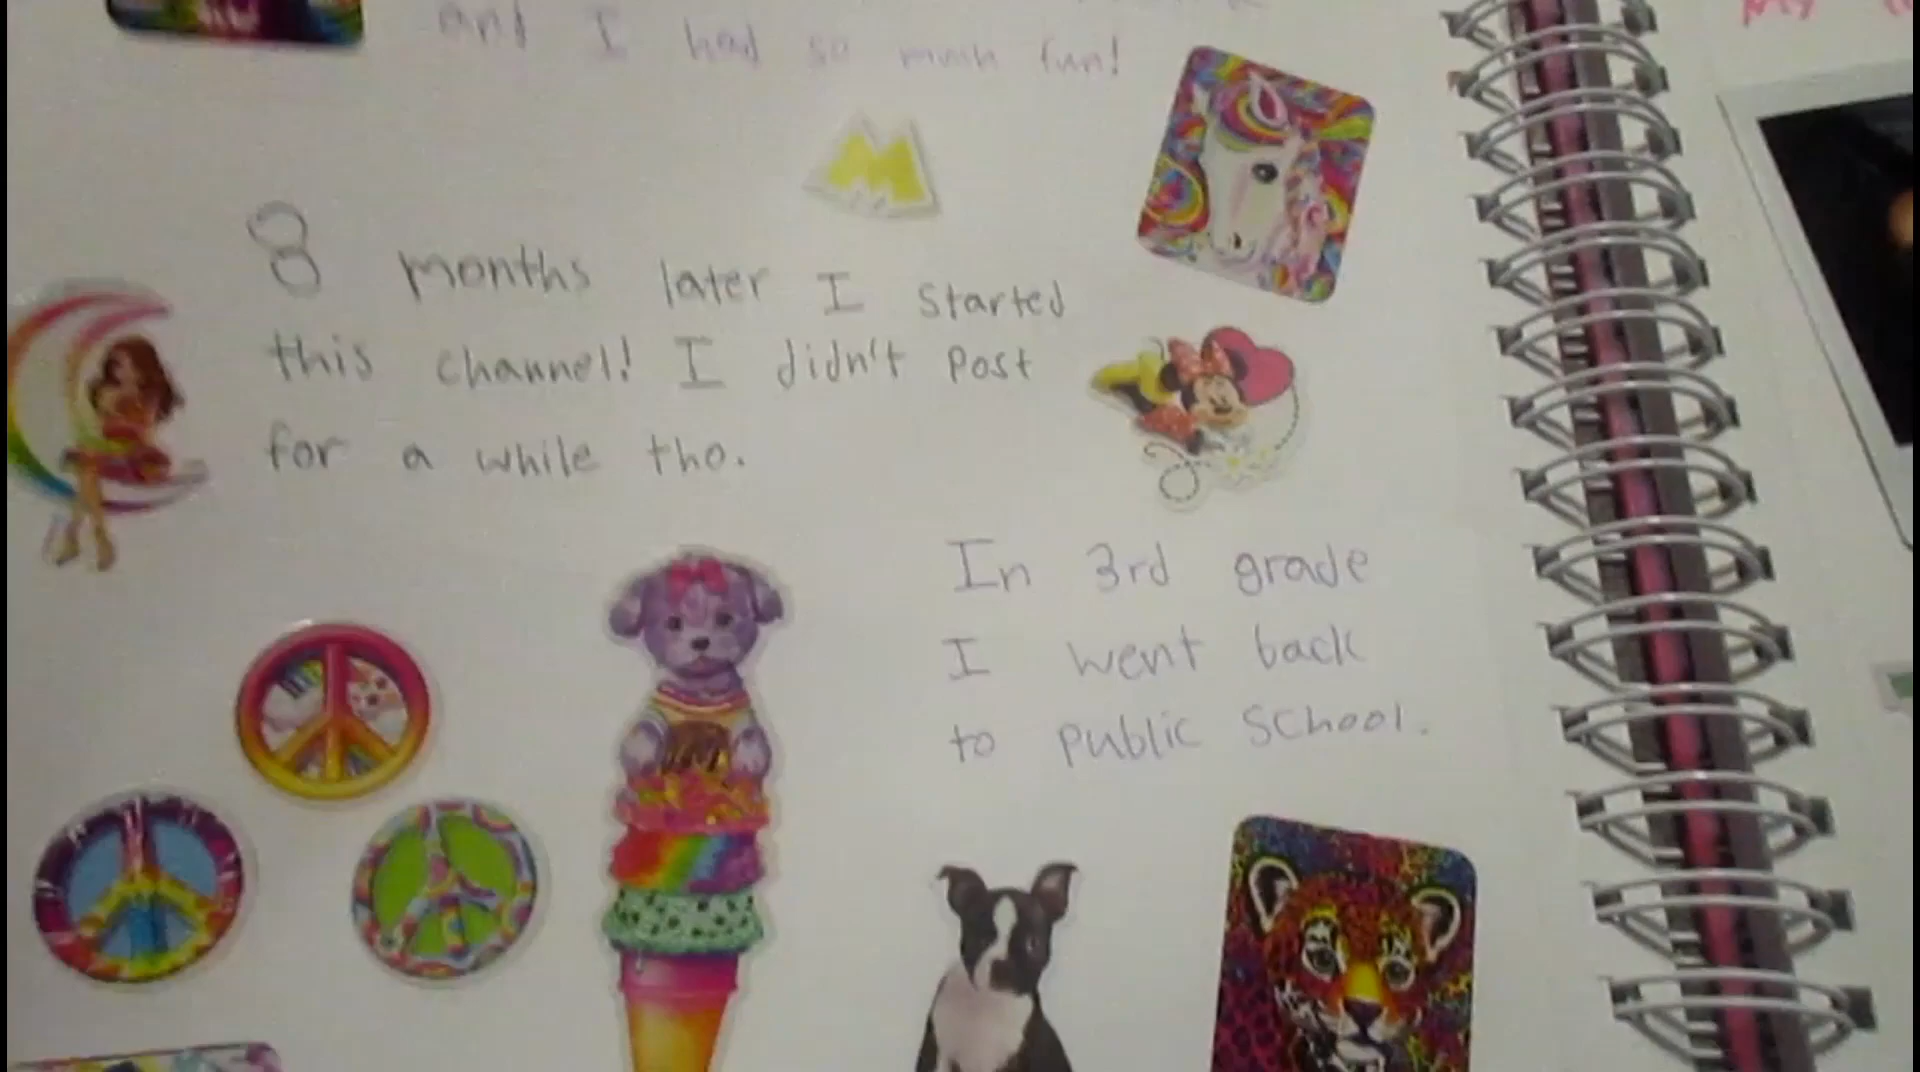 and I had so much fun!
8 months later I started
this channel! I didn't post
for a while tho.
In 3rd grade
I went back
to public school.
My